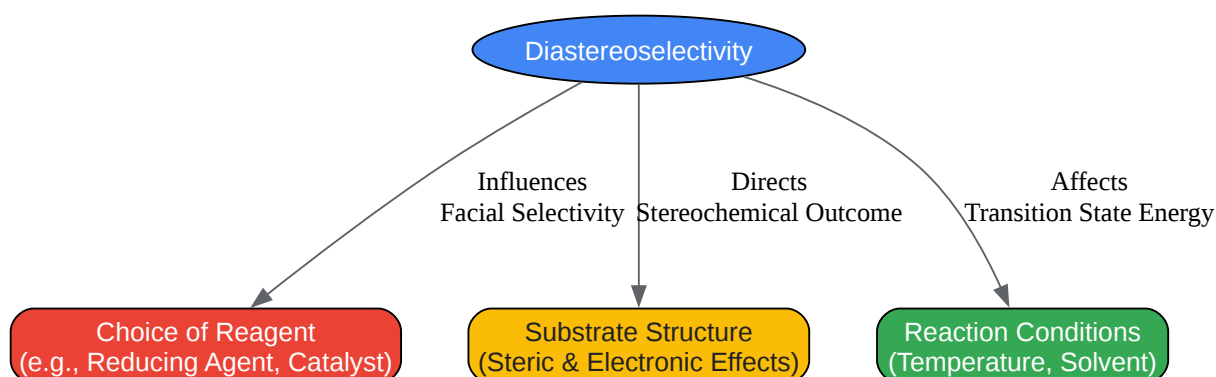 Diastereoselectivity
Influences
Facial Selectivity
Directs
Stereochemical Outcome
Affects
Transition State Energy
Choice of Reagent
(e.g., Reducing Agent, Catalyst)
Substrate Structure
(Steric & Electronic Effects)
Reaction Conditions
(Temperature, Solvent)